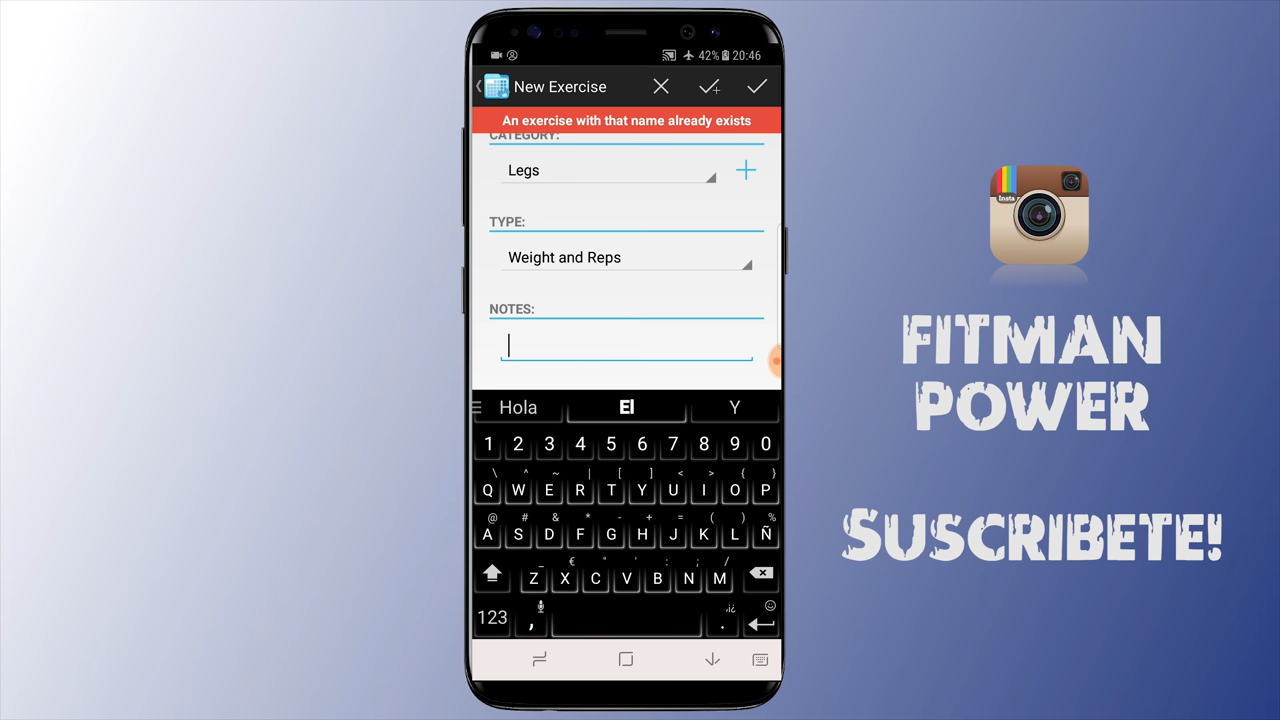 42% 20:46
New Exercise
An exercise with that name already exists
CATEGORY:
Legs
TYPE:
Weight and Reps
NOTES:
Hola El Y
1 2 3 4 5 6 7 8 9 0
\ ^ ~ | [ ] < > { }
Q W E R T Y U I O P
@ # & * - + = ( ) %
A S D F G H J K L Ñ
_ € " ' : ; /
Z X C V B N M
123 , . ,¡¿
Insta
FITMAN
POWER
SUSCRIBETE!